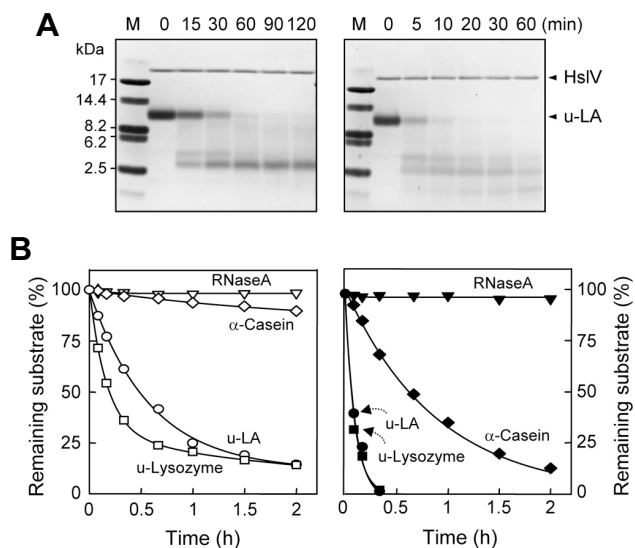 A
M 0 15 30 60 90 120
M 0 5 10 20 30 60 (min)
kDa
17
14.4
8.2
6.2
2.5
HslV
u-LA
B
Remaining substrate (%)
100
75
50
25
0
RNaseA
α-Casein
u-LA
u-Lysozyme
0 0.5 1 1.5 2
Time (h)
RNaseA
u-LA
u-Lysozyme
α-Casein
0 0.5 1 1.5 2
Time (h)
100
75
50
25
0
Remaining substrate (%)